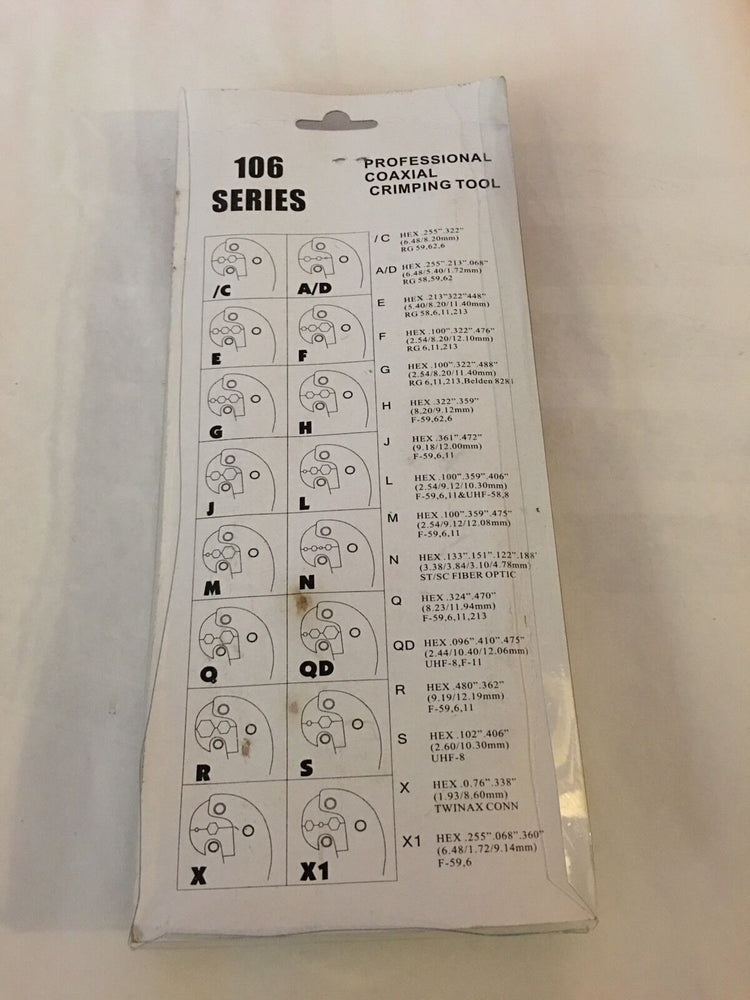 106
SERIES
PROFESSIONAL
COAXIAL
CRIMPING TOOL
/C
A/D
E
F
G
H
J
L
M
N
Q
QD
R
S
X
X1
/C HEX .255".322"
(6.48/8.20mm)
RG 59,62,6
A/D HEX .255".213".068"
(6.48/5.40/1.72mm)
RG 58,59,62
E HEX .213"322"448"
(5.40/8.20/11.40mm)
RG 58,6,11,213
F HEX .100".322".476"
(2.54/8.20/12.10mm)
RG 6,11,213
G HEX .100".322".488"
(2.54/8.20/11.40mm)
RG 6,11,213,Belden 8281
H HEX .322".359"
(8.20/9.12mm)
F-59,62,6
J HEX .361".472"
(9.18/12.00mm)
F-59,6,11
L HEX .100".359".406"
(2.54/9.12/10.30mm)
F-59,6,11&UHF-58,8
M HEX .100".359".475"
(2.54/9.12/12.08mm)
F-59,6,11
N HEX .133".151".122".188'
(3.38/3.84/3.10/4.78mm)
ST/SC FIBER OPTIC
Q HEX .324".470"
(8.23/11.94mm)
F-59,6,11,213
QD HEX .096".410".475"
(2.44/10.40/12.06mm)
UHF-8,F-11
R HEX .480".362"
(9.19/12.19mm)
F-59,6,11
S HEX .102".406"
(2.60/10.30mm)
UHF-8
X HEX .0.76".338"
(1.93/8.60mm)
TWINAX CONN
X1 HEX .255".068".360"
(6.48/1.72/9.14mm)
F-59,6